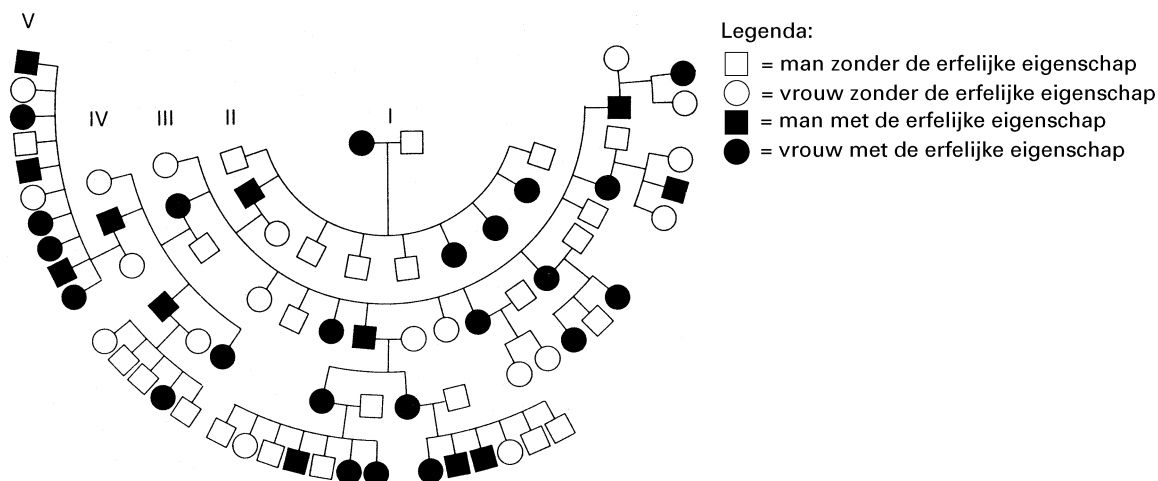 V
IV
III
II
I
Legenda:
= man zonder de erfelijke eigenschap
= vrouw zonder de erfelijke eigenschap
= man met de erfelijke eigenschap
= vrouw met de erfelijke eigenschap